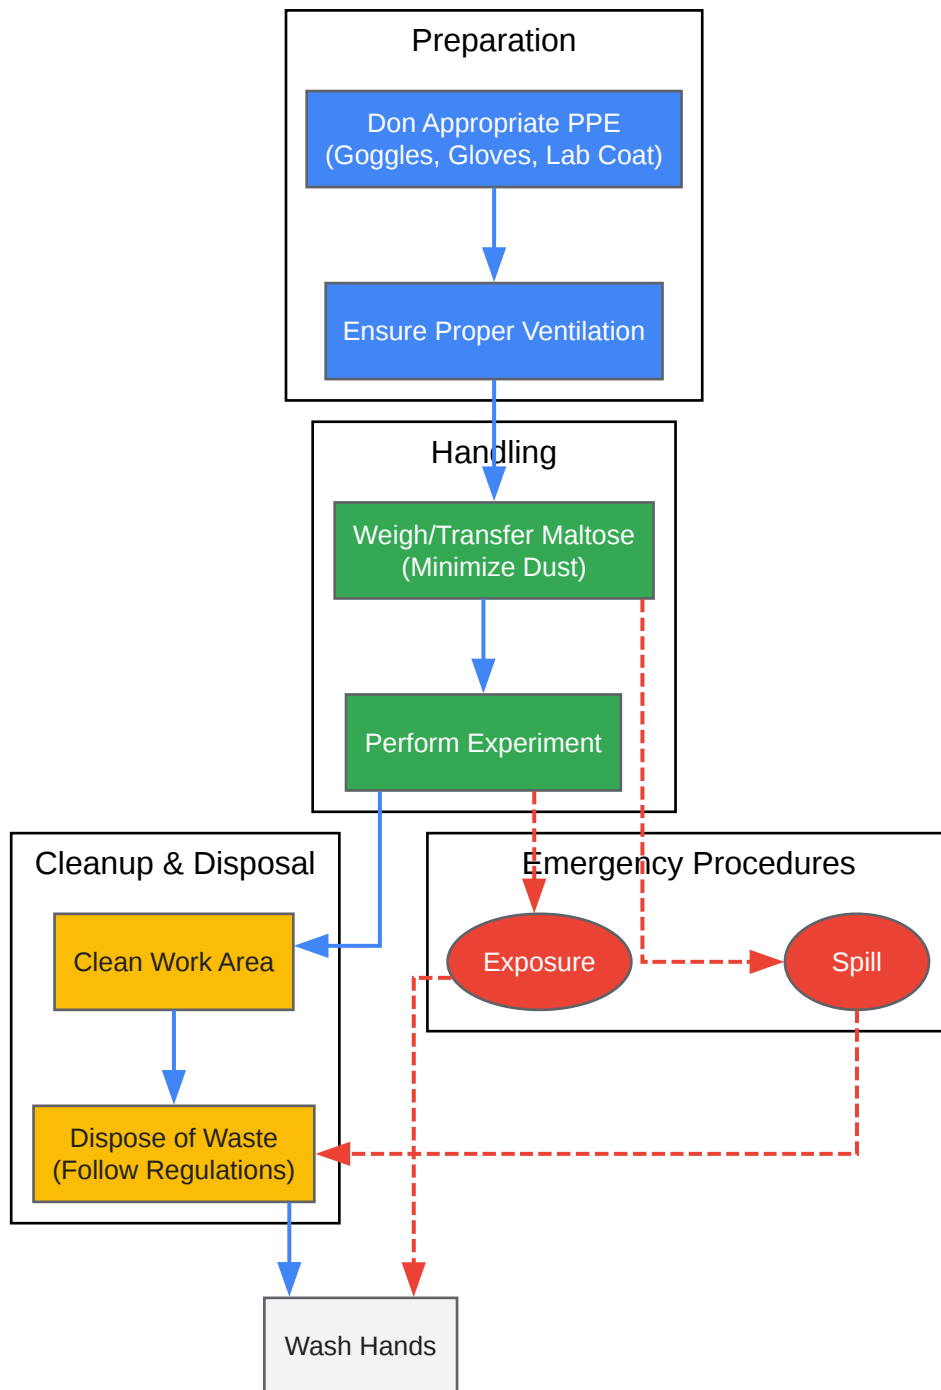 Preparation
Don Appropriate PPE
(Goggles, Gloves, Lab Coat)
Ensure Proper Ventilation
Handling
Weigh/Transfer Maltose
(Minimize Dust)
Perform Experiment
Cleanup & Disposal
Emergency Procedures
Clean Work Area
Exposure
Spill
Dispose of Waste
(Follow Regulations)
Wash Hands